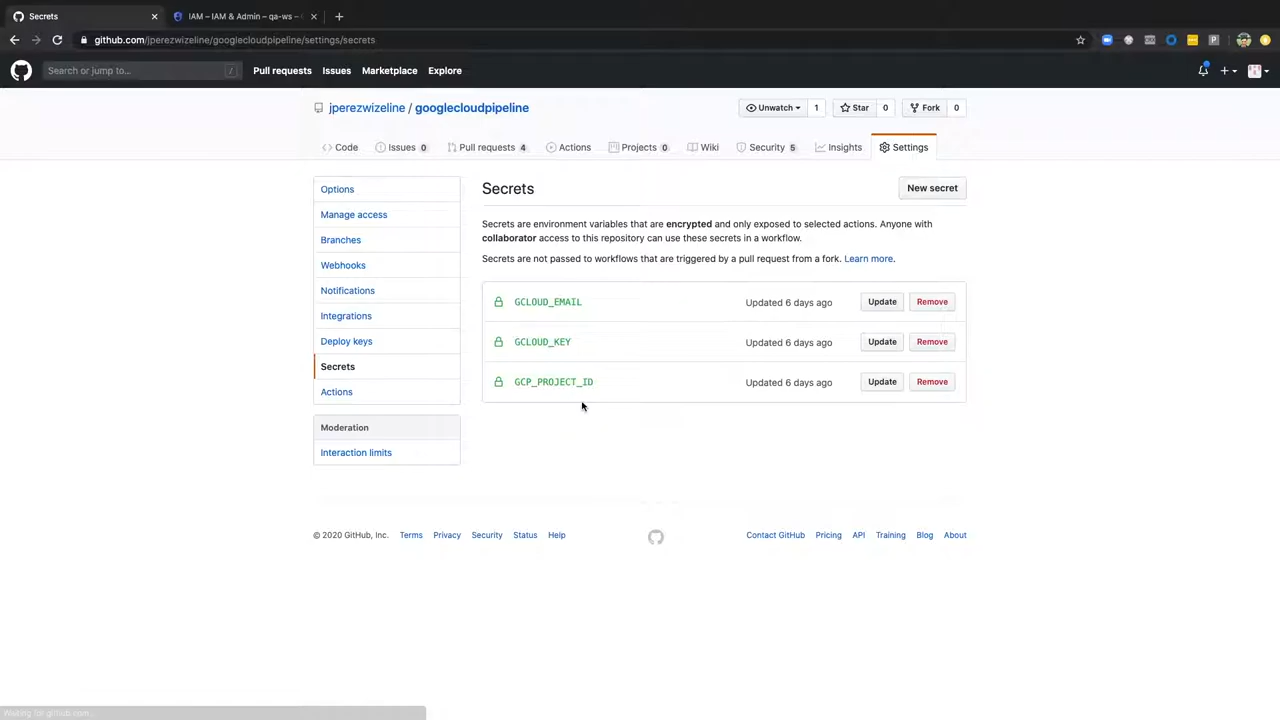 Secrets
IAM – IAM & Admin – qa-ws –
github.com/jperezwizeline/googlecloudpipeline/settings/secrets
Search or jump to...
/
Pull requests
Issues
Marketplace
Explore
jperezwizeline / googlecloudpipeline
Unwatch 1
Star 0
Fork 0
Code
Issues 0
Pull requests 4
Actions
Projects 0
Wiki
Security 5
Insights
Settings
Options
Manage access
Branches
Webhooks
Notifications
Integrations
Deploy keys
Secrets
Actions
Moderation
Interaction limits
Secrets
New secret
Secrets are environment variables that are encrypted and only exposed to selected actions. Anyone with
collaborator access to this repository can use these secrets in a workflow.
Secrets are not passed to workflows that are triggered by a pull request from a fork. Learn more.
GCLOUD_EMAIL Updated 6 days ago Update Remove
GCLOUD_KEY Updated 6 days ago Update Remove
GCP_PROJECT_ID Updated 6 days ago Update Remove
© 2020 GitHub, Inc. Terms Privacy Security Status Help
Contact GitHub Pricing API Training Blog About
Waiting for github.com...